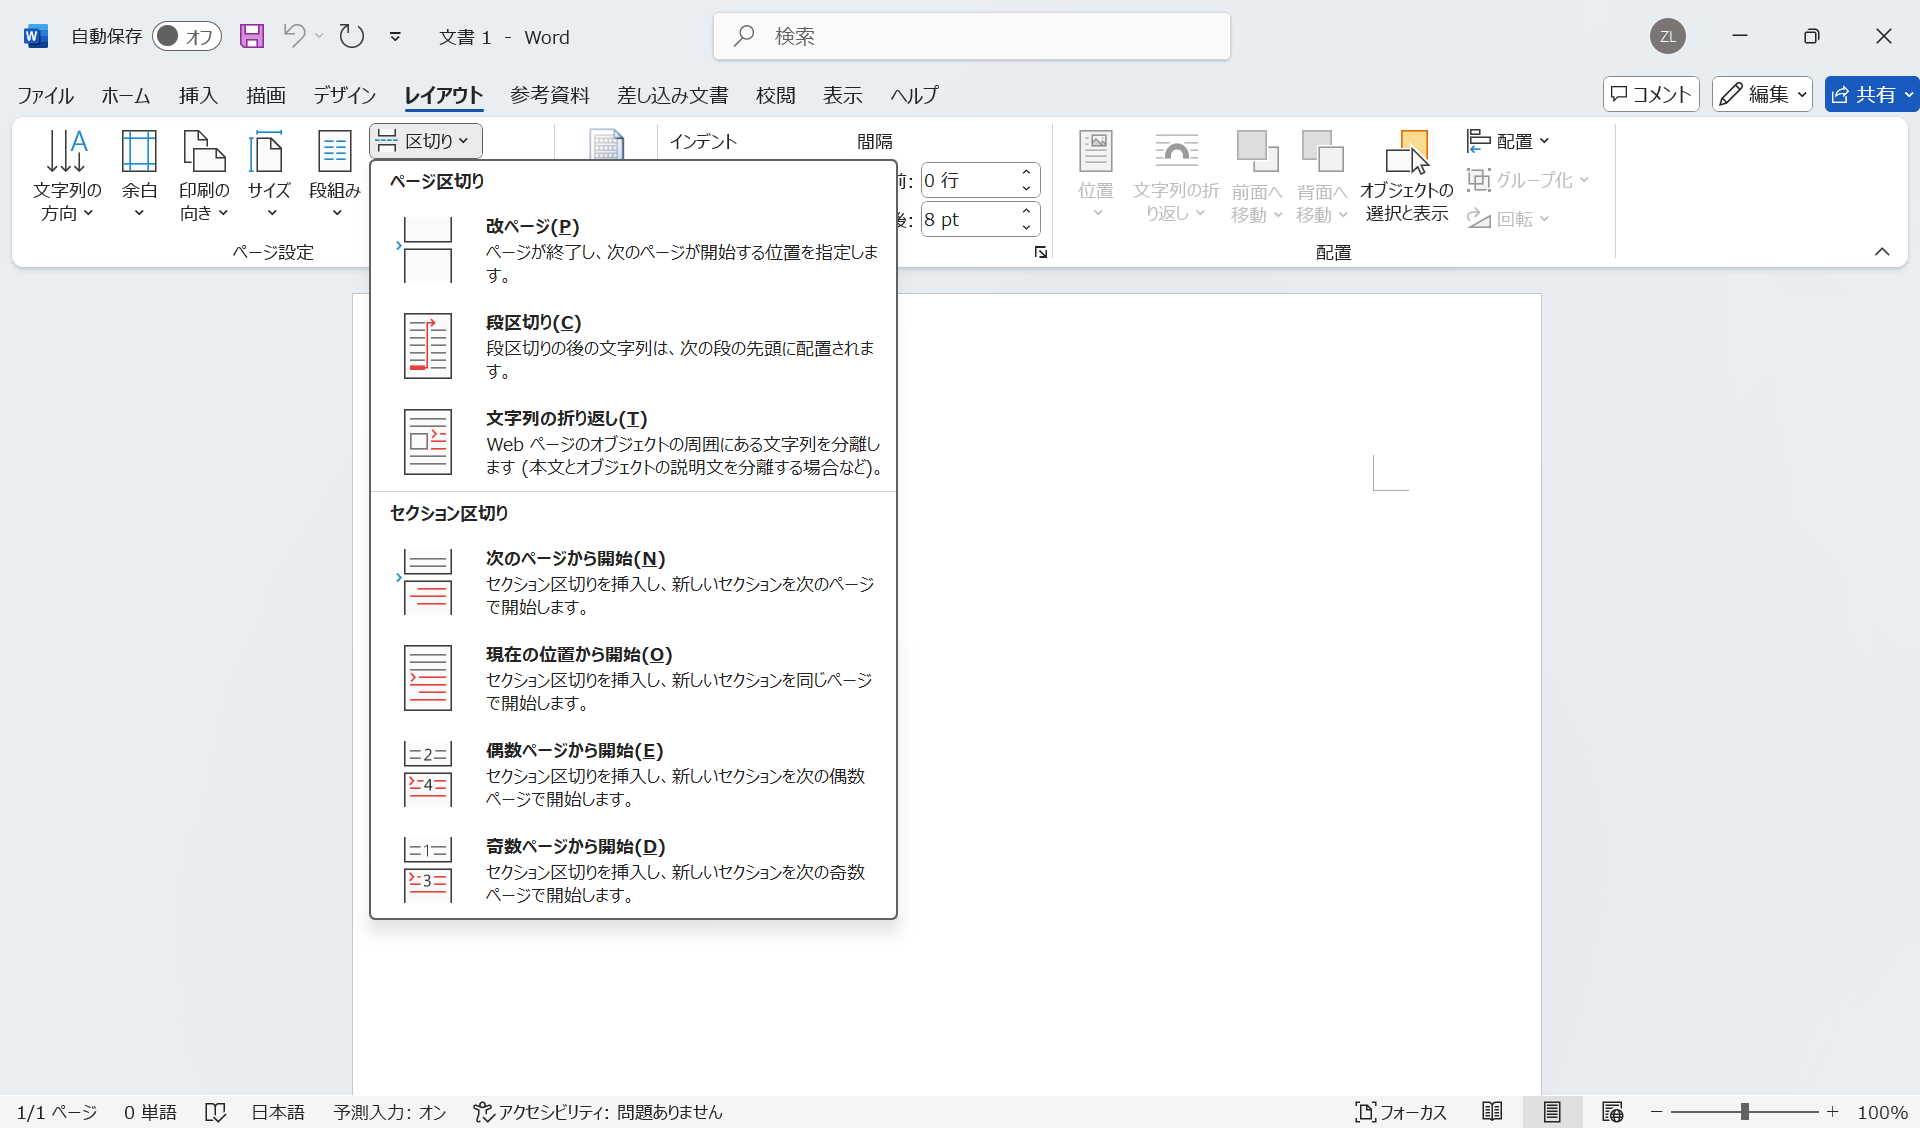 自動保存 オフ 文書 1 - Word 検索 ZL
ファイル ホーム 挿入 描画 デザイン レイアウト 参考資料 差し込み文書 校閲 表示 ヘルプ コメント 編集 共有
文字列の
方向
余白
印刷の
向き
サイズ
段組み
区切り
ページ設定
インデント
間隔
前: 0 行
後: 8 pt
位置
文字列の折
り返し
前面へ
移動
背面へ
移動
オブジェクトの
選択と表示
配置
グループ化
回転
配置
ページ区切り
改ページ(P)
ページが終了し、次のページが開始する位置を指定しま
す。
段区切り(C)
段区切りの後の文字列は、次の段の先頭に配置されま
す。
文字列の折り返し(T)
Web ページのオブジェクトの周囲にある文字列を分離し
ます (本文とオブジェクトの説明文を分離する場合など)。
セクション区切り
次のページから開始(N)
セクション区切りを挿入し、新しいセクションを次のページ
で開始します。
現在の位置から開始(O)
セクション区切りを挿入し、新しいセクションを同じページ
で開始します。
偶数ページから開始(E)
セクション区切りを挿入し、新しいセクションを次の偶数
ページで開始します。
奇数ページから開始(D)
セクション区切りを挿入し、新しいセクションを次の奇数
ページで開始します。
1/1 ページ 0 単語 日本語 予測入力: オン アクセシビリティ: 問題ありません フォーカス 100%